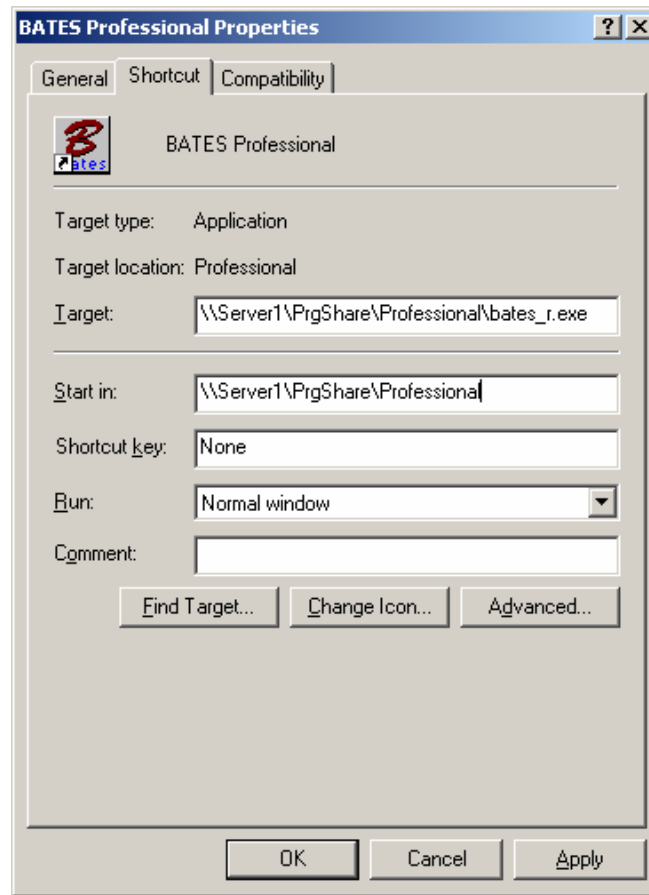 BATES Professional Properties
General Shortcut Compatibility
B
ates
BATES Professional
Target type: Application
Target location: Professional
Target: \\Server1\PrgShare\Professional\bates_r.exe
Start in: \\Server1\PrgShare\Professional
Shortcut key: None
Run: Normal window
Comment:
Find Target... Change Icon... Advanced...
OK Cancel Apply